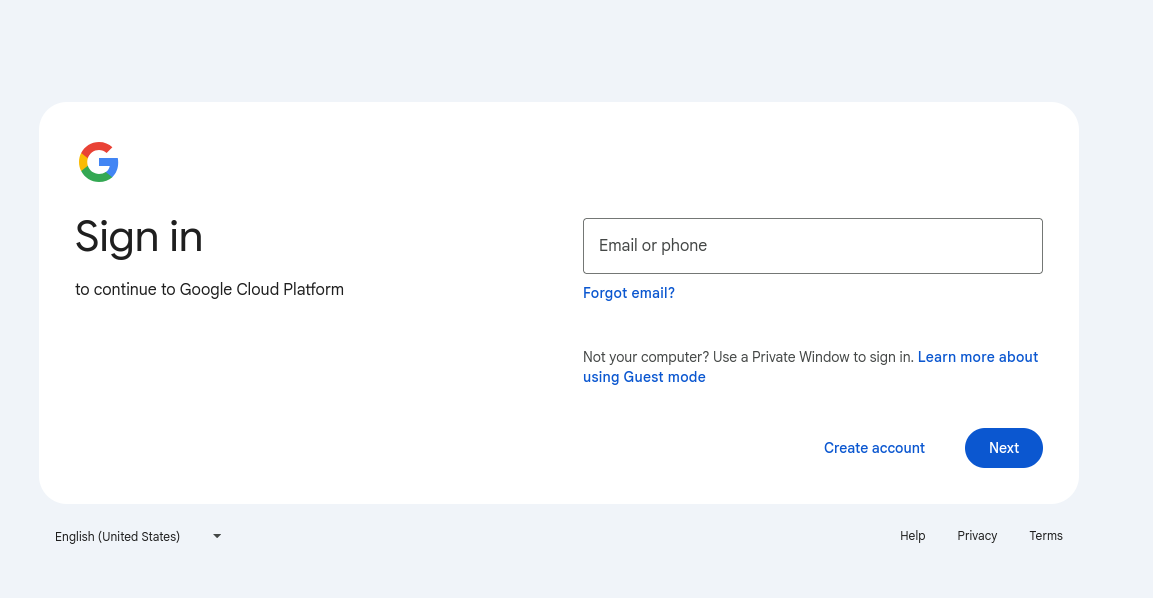 Sign in
to continue to Google Cloud Platform
Email or phone
Forgot email?
Not your computer? Use a Private Window to sign in. Learn more about
using Guest mode
Create account
Next
English (United States)
Help
Privacy
Terms